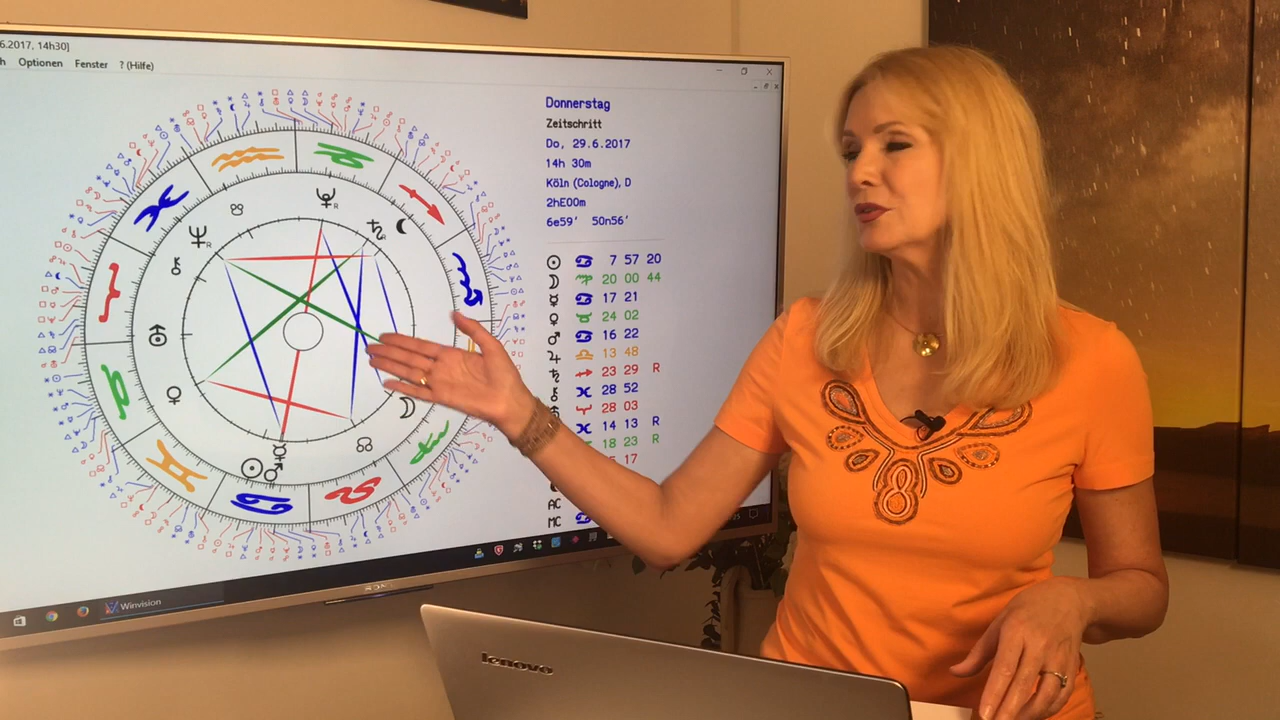 6.2017, 14h30]
h Optionen Fenster ? (Hilfe)
Donnerstag
Zeitschritt
Do, 29.6.2017
14h 30m
Köln (Cologne), D
2hE00m
6e59' 50n56'
☉ ♋ 7 57 20
☽ ♍ 20 00 44
☿ ♋ 17 21
♀ ♉ 24 02
♂ ♋ 16 22
♃ ♎ 13 48
♄ ♐ 23 29 R
⚷ ♓ 28 52
♈ 28 03
♓ 14 13 R
18 23 R
17
AC
MC
Winvision
SONY
lenovo